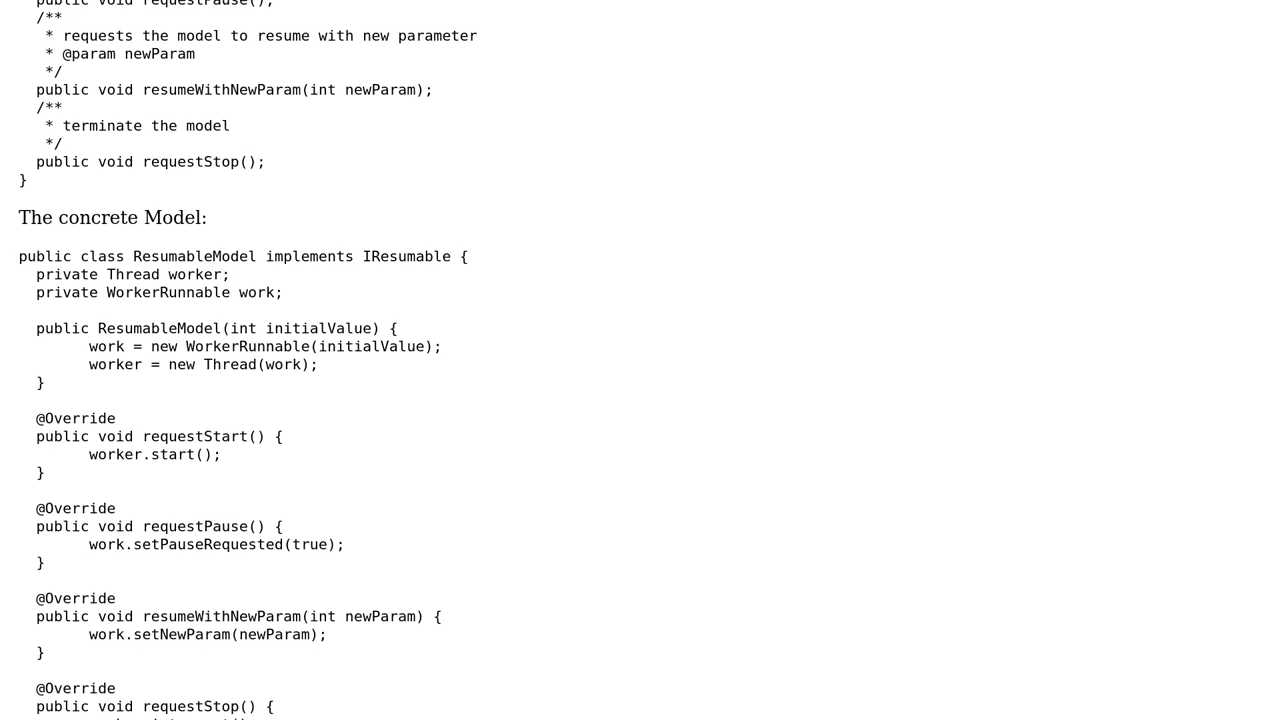 public void requestPause();
/**
* requests the model to resume with new parameter
* @param newParam
*/
public void resumeWithNewParam(int newParam);
/**
* terminate the model
*/
public void requestStop();
}
The concrete Model:
public class ResumableModel implements IResumable {
private Thread worker;
private WorkerRunnable work;
public ResumableModel(int initialValue) {
work = new WorkerRunnable(initialValue);
worker = new Thread(work);
}
@Override
public void requestStart() {
worker.start();
}
@Override
public void requestPause() {
work.setPauseRequested(true);
}
@Override
public void resumeWithNewParam(int newParam) {
work.setNewParam(newParam);
}
@Override
public void requestStop() {